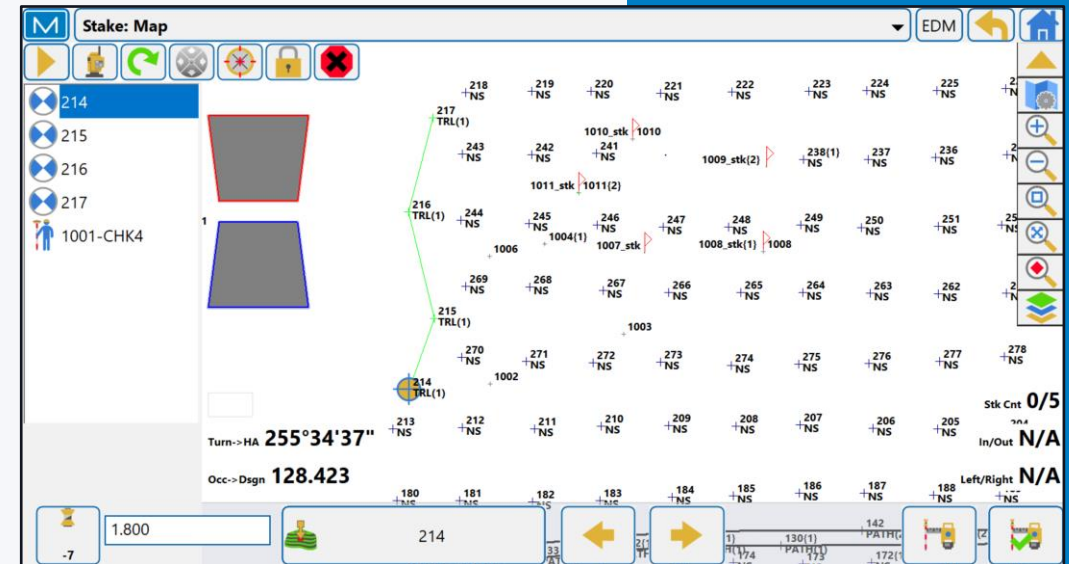 Stake: Map
EDM
214
215
216
217
1001-CHK4
218
NS
219
NS
220
NS
221
NS
222
NS
223
NS
224
NS
225
NS
217
TRL(1)
1010_stk 1010
243
NS
242
NS
241
NS
1009_stk(2)
238(1)
NS
237
NS
236
NS
1011_stk 1011(2)
216
TRL(1)
1
244
NS
245
NS
246
NS
247
NS
248
NS
249
NS
250
NS
251
NS
1004(1)
1007_stk
1008_stk(1) 1008
1006
269
NS
268
NS
267
NS
266
NS
265
NS
264
NS
263
NS
262
NS
215
TRL(1)
1003
270
NS
271
NS
272
NS
273
NS
274
NS
275
NS
276
NS
277
NS
278
NS
1002
214
TRL(1)
Stk Cnt 0/5
213
NS
212
NS
211
NS
210
NS
209
NS
208
NS
207
NS
206
NS
205
NS
Turn->HA 255°34'37"
In/Out N/A
Occ->Dsgn 128.423
Left/Right N/A
180
NS
181
NS
182
NS
183
NS
184
NS
185
NS
186
NS
187
NS
188
NS
-7
1.800
214
142
130(1)
PATH(1)
174
173
172(1